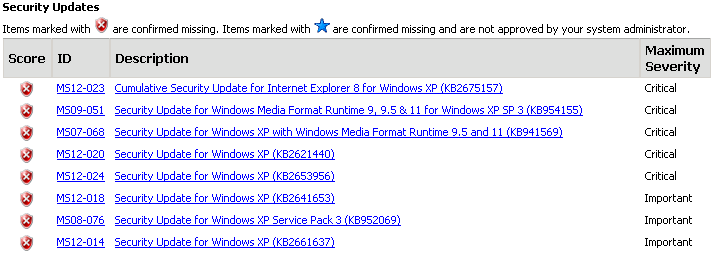 Security Updates
Items marked with are confirmed missing. Items marked with are confirmed missing and are not approved by your system administrator.
Score ID Description Maximum Severity
MS12-023 Cumulative Security Update for Internet Explorer 8 for Windows XP (KB2675157) Critical
MS09-051 Security Update for Windows Media Format Runtime 9, 9.5 & 11 for Windows XP SP 3 (KB954155) Critical
MS07-068 Security Update for Windows XP with Windows Media Format Runtime 9.5 and 11 (KB941569) Critical
MS12-020 Security Update for Windows XP (KB2621440) Critical
MS12-024 Security Update for Windows XP (KB2653956) Critical
MS12-018 Security Update for Windows XP (KB2641653) Important
MS08-076 Security Update for Windows XP Service Pack 3 (KB952069) Important
MS12-014 Security Update for Windows XP (KB2661637) Important